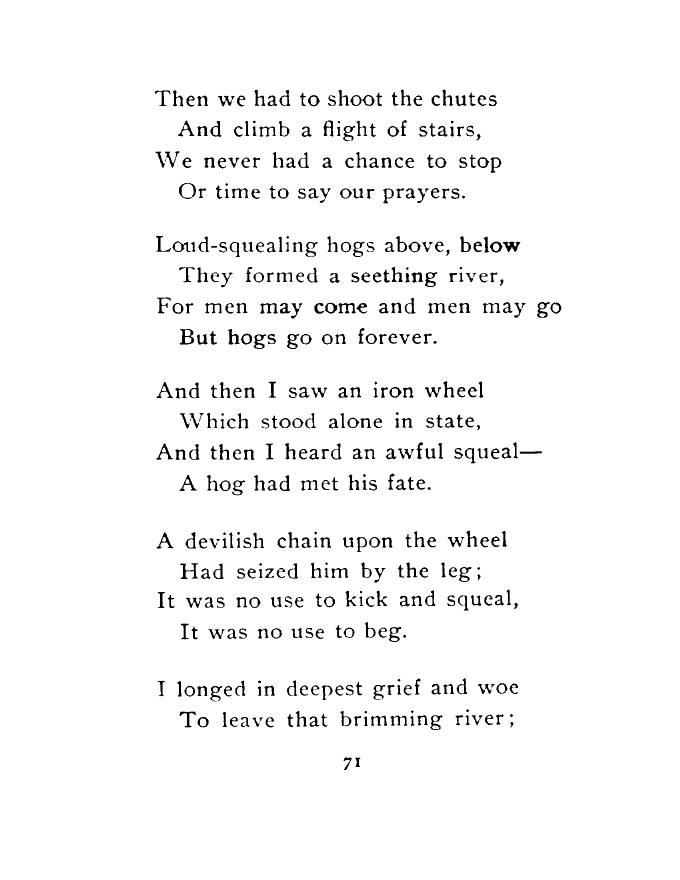 Then we had to shoot the chutes
And climb a flight of stairs,
We never had a chance to stop
Or time to say our prayers.
Loud-squealing hogs above, below
They formed a seething river,
For men may come and men may go
But hogs go on forever.
And then I saw an iron wheel
Which stood alone in state,
And then I heard an awful squeal—
A hog had met his fate.
A devilish chain upon the wheel
Had seized him by the leg;
It was no use to kick and squeal,
It was no use to beg.
I longed in deepest grief and woe
To leave that brimming river;
71